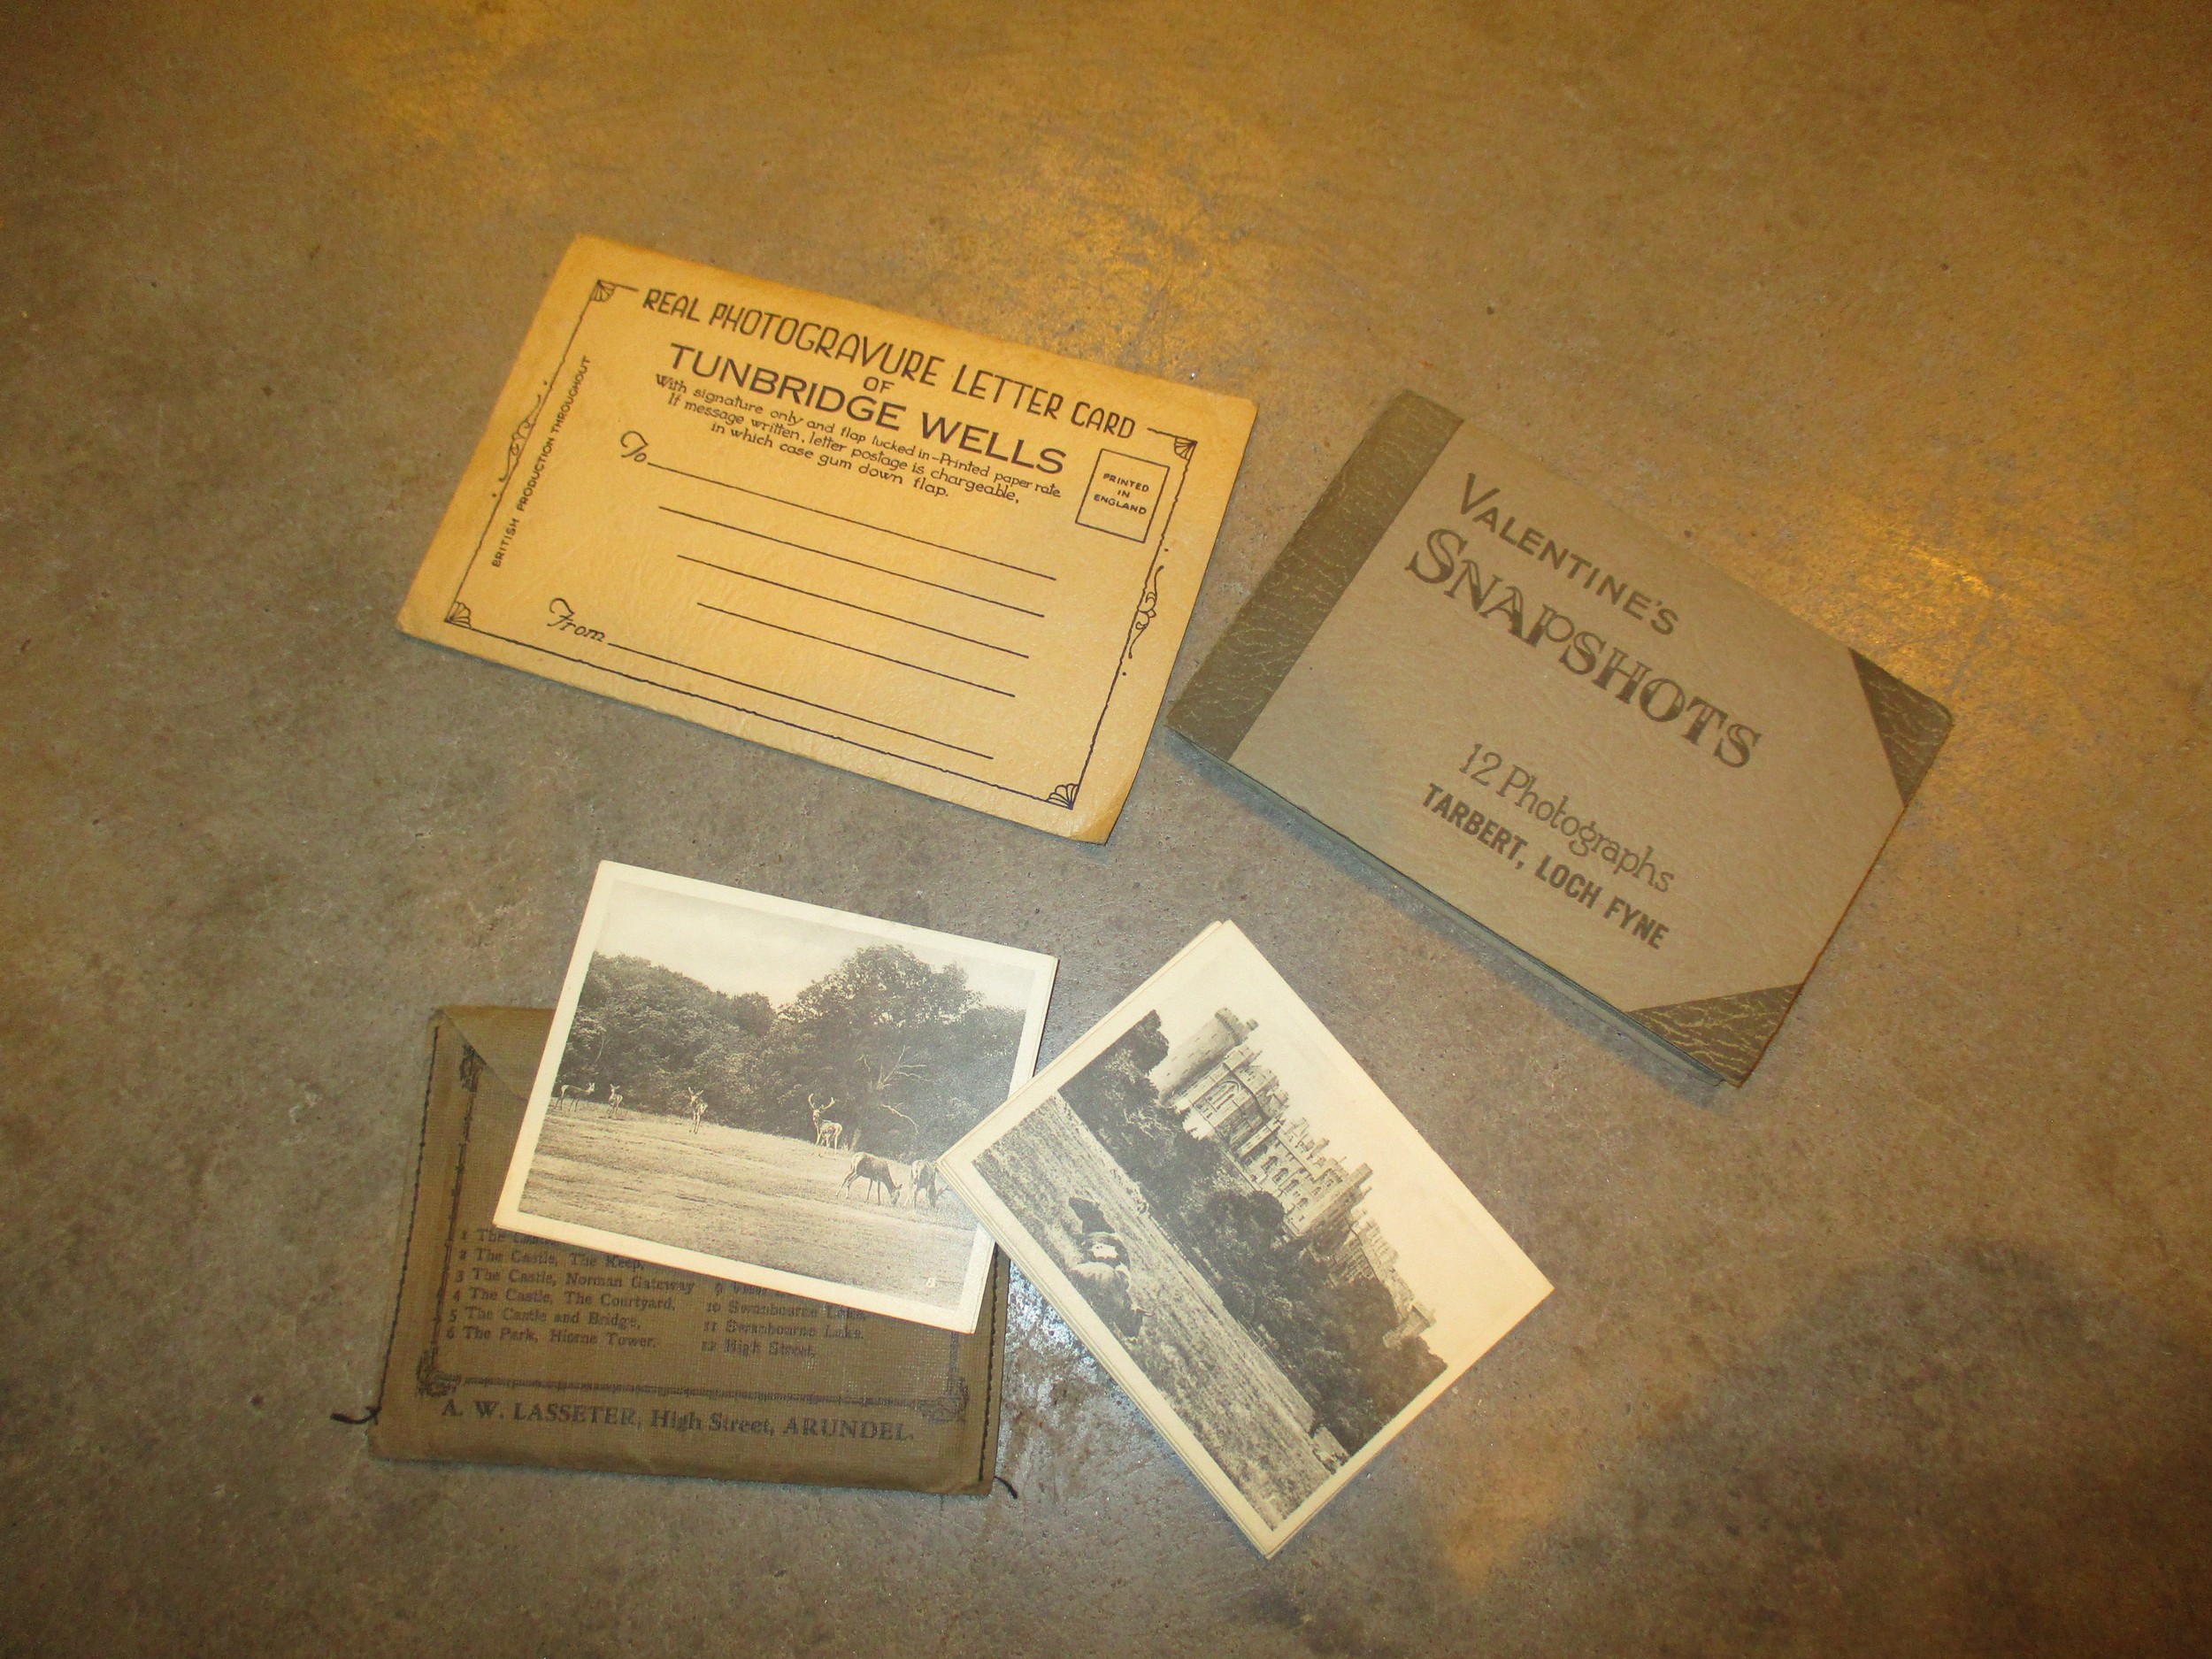 REAL PHOTOGRAVURE LETTER CARD
OF
TUNBRIDGE WELLS
With signature only and flap tucked in-Printed paper rate.
If message written, letter postage is chargeable,
in which case gum down flap.
PRINTED
IN
ENGLAND
To
From
BRITISH PRODUCTION THROUGHOUT
VALENTINE'S
SNAPSHOTS
12 Photographs
TARBERT, LOCH FYNE
1 The
2 The Castle, The Keep,
3 The Castle, Norman Gateway
4 The Castle, The Courtyard,
5 The Castle and Bridge,
6 The Park, Hiorne Tower.
9
10 Swanbourne Lake.
11 Swanbourne Lake.
12 High Street,
A. W. LASSETER, High Street, ARUNDEL.